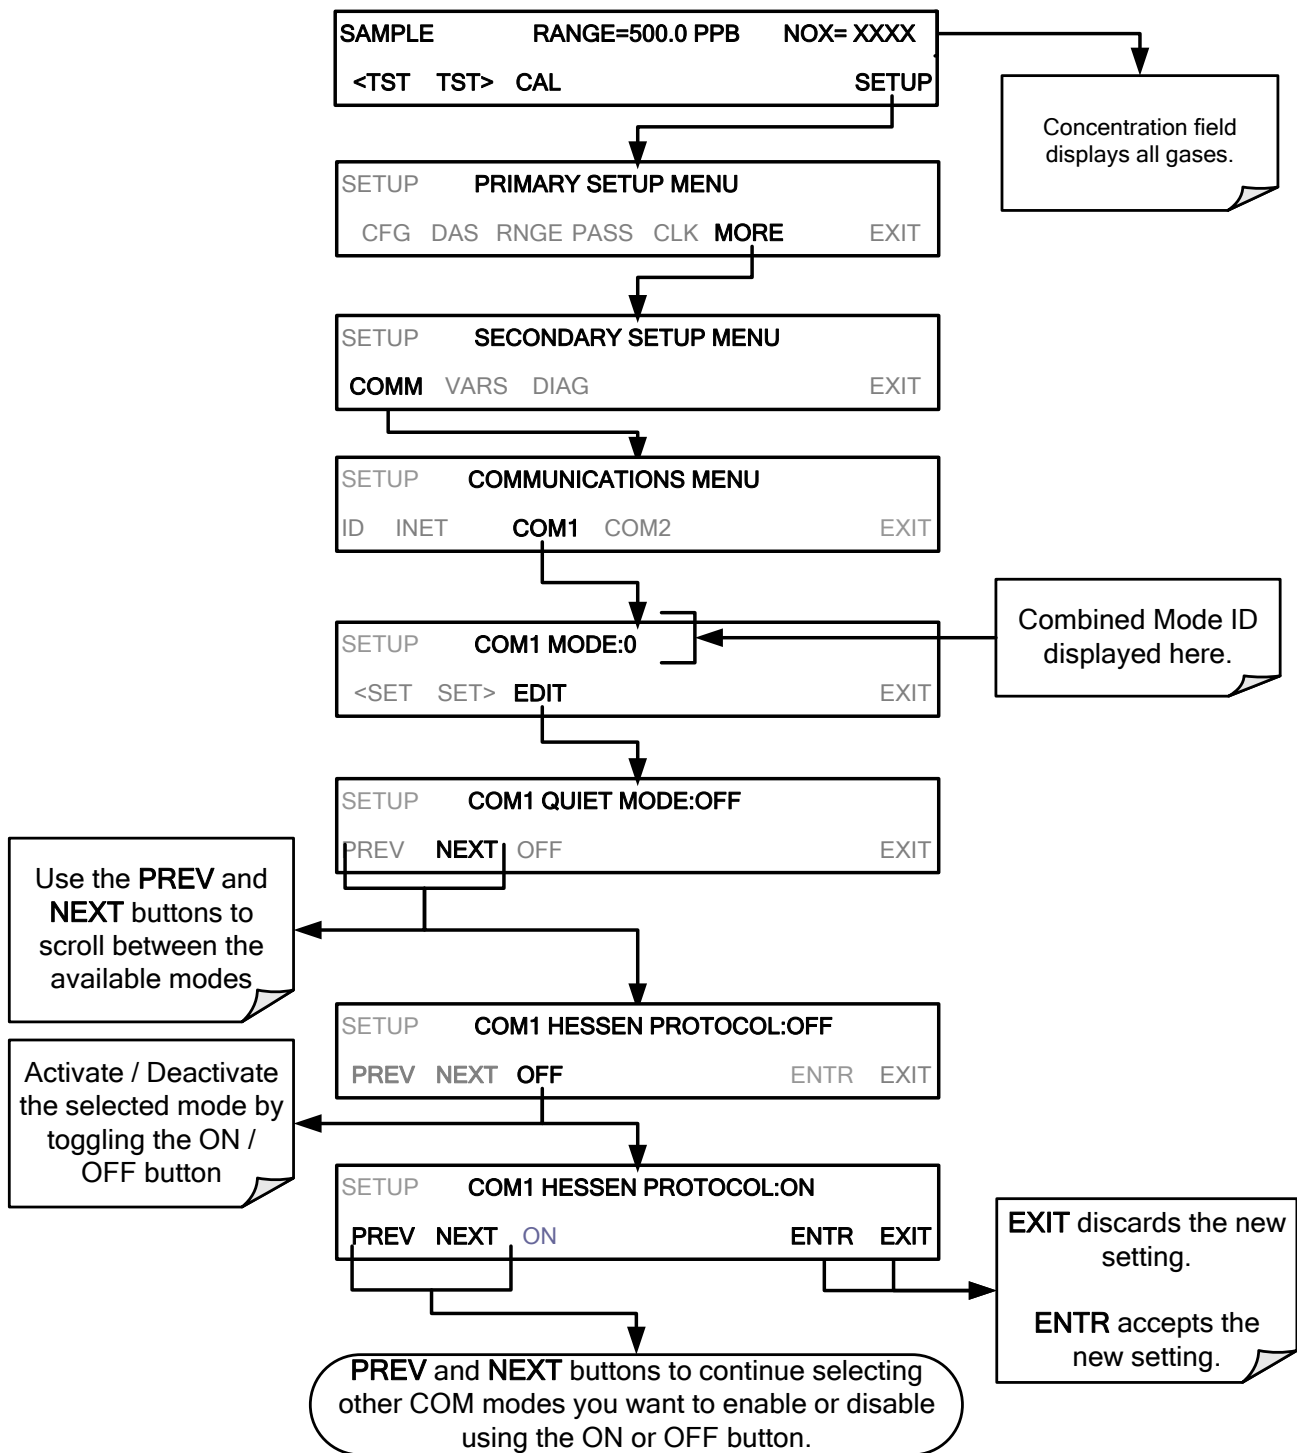 SAMPLE RANGE=500.0 PPB NOX= XXXX
<TST TST> CAL SETUP
Concentration field
displays all gases.
SETUP PRIMARY SETUP MENU
CFG DAS RNGE PASS CLK MORE EXIT
SETUP SECONDARY SETUP MENU
COMM VARS DIAG EXIT
SETUP COMMUNICATIONS MENU
ID INET COM1 COM2 EXIT
SETUP COM1 MODE:0
<SET SET> EDIT EXIT
Combined Mode ID
displayed here.
SETUP COM1 QUIET MODE:OFF
PREV NEXT OFF EXIT
Use the PREV and
NEXT buttons to
scroll between the
available modes
SETUP COM1 HESSEN PROTOCOL:OFF
PREV NEXT OFF ENTR EXIT
Activate / Deactivate
the selected mode by
toggling the ON /
OFF button
SETUP COM1 HESSEN PROTOCOL:ON
PREV NEXT ON ENTR EXIT
EXIT discards the new
setting.
ENTR accepts the
new setting.
PREV and NEXT buttons to continue selecting
other COM modes you want to enable or disable
using the ON or OFF button.